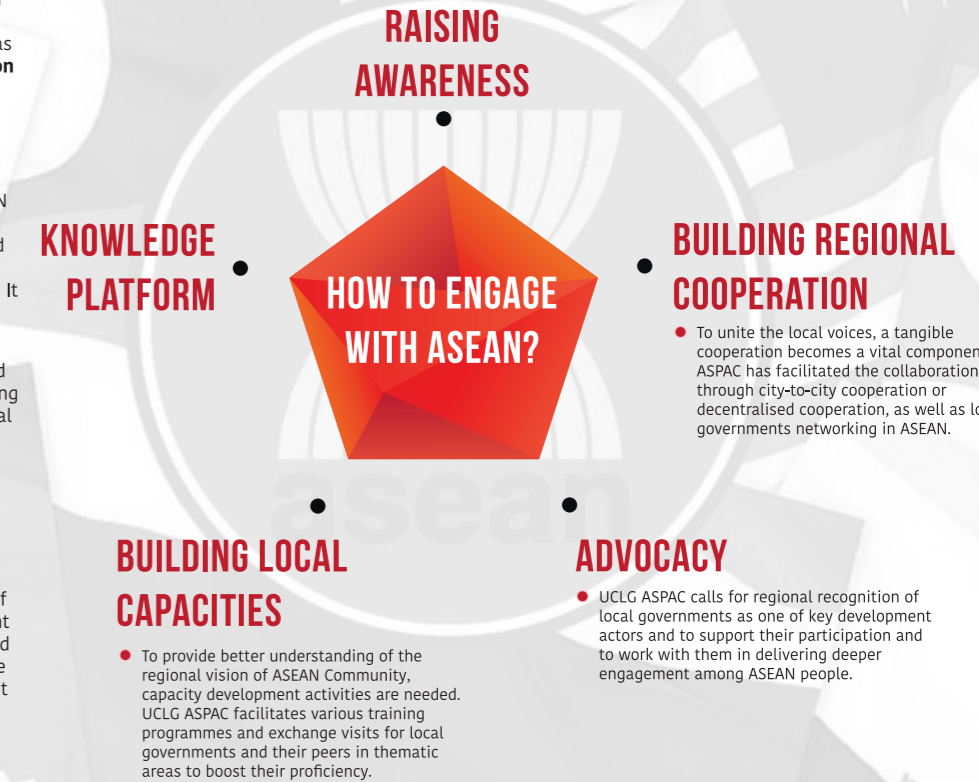 RAISING
AWARENESS
KNOWLEDGE
PLATFORM
HOW TO ENGAGE
WITH ASEAN?
BUILDING REGIONAL
COOPERATION
To unite the local voices, a tangible
cooperation becomes a vital
ASPAC has facilitated the collaboration
through city-to-city cooperation or
decentralised cooperation, as well as
governments networking in ASEAN.
BUILDING LOCAL
CAPACITIES
To provide better understanding of the
regional vision of ASEAN Community,
capacity development activities are needed.
UCLG ASPAC facilitates various training
programmes and exchange visits for local
governments and their peers in thematic
areas to boost their proficiency.
ADVOCACY
UCLG ASPAC calls for regional recognition of
local governments as one of key development
actors and to support their participation and
to work with them in delivering deeper
engagement among ASEAN people.
It
asean